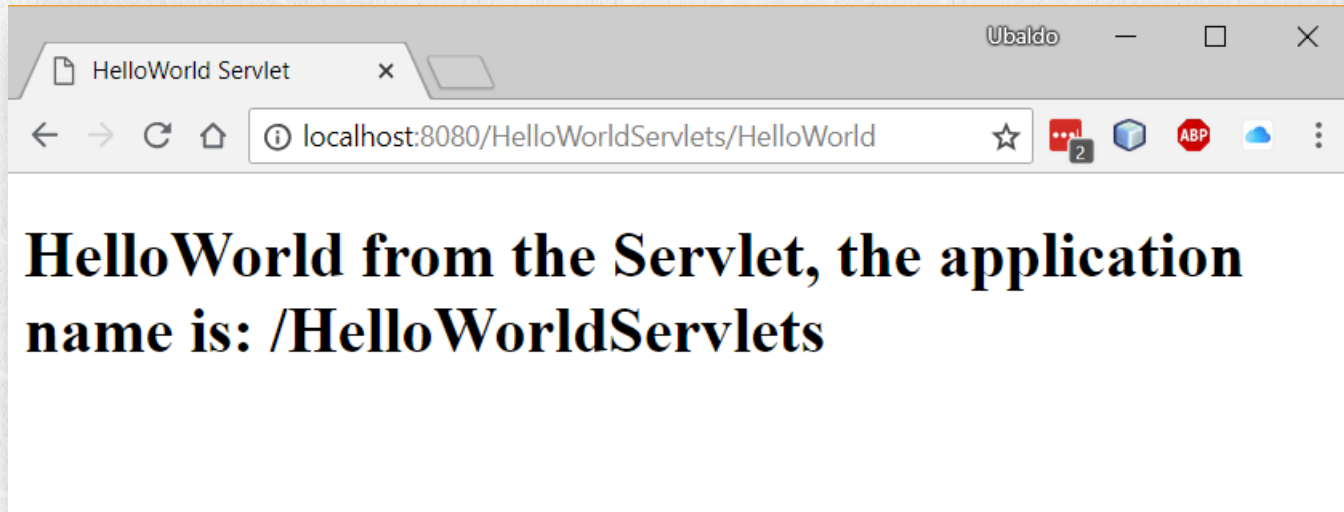 Ubaldo
HelloWorld Servlet
localhost:8080/HelloWorldServlets/HelloWorld
2
ABP
HelloWorld from the Servlet, the application
name is: /HelloWorldServlets